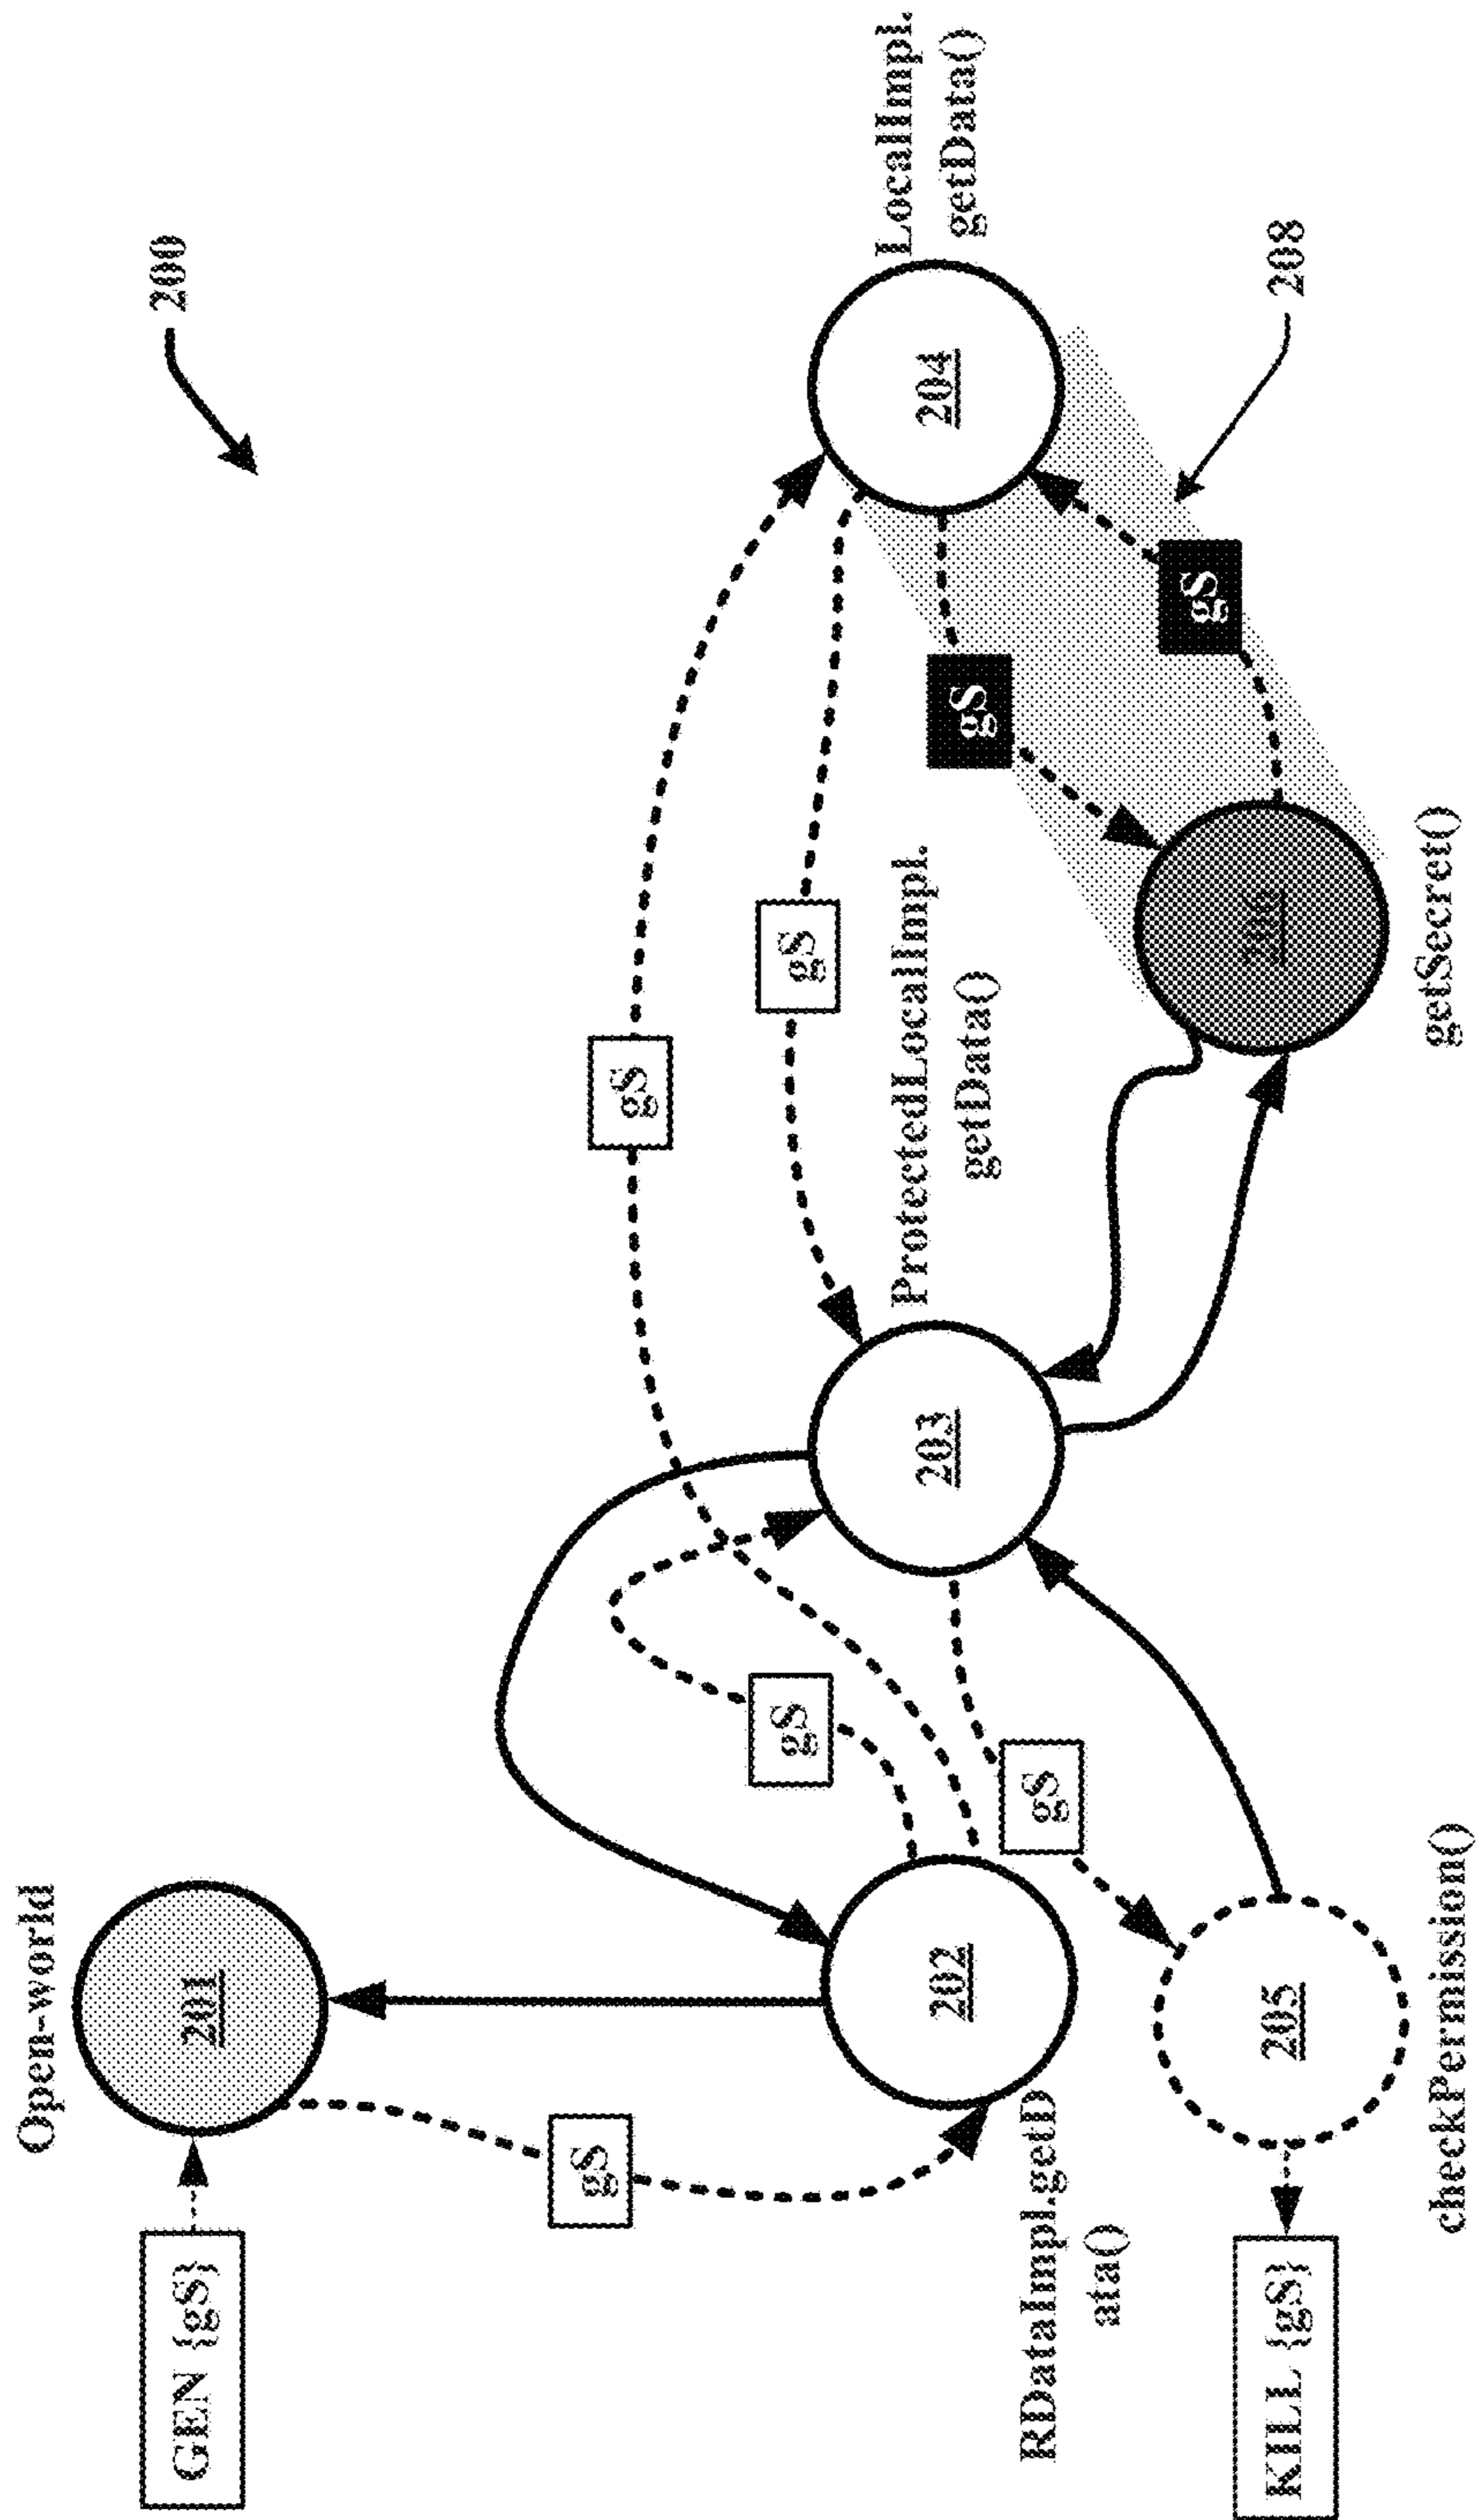 200
Open-world
GEN {gS}
201
gS
gS
gS
gS
RDataImpl.getD
ata()
202
203
ProtectedLocalImpl.
getData()
204
LocalImpl.
getData()
gS
gS
gS
KILL {gS}
205
checkPermission()
getSecret()
208